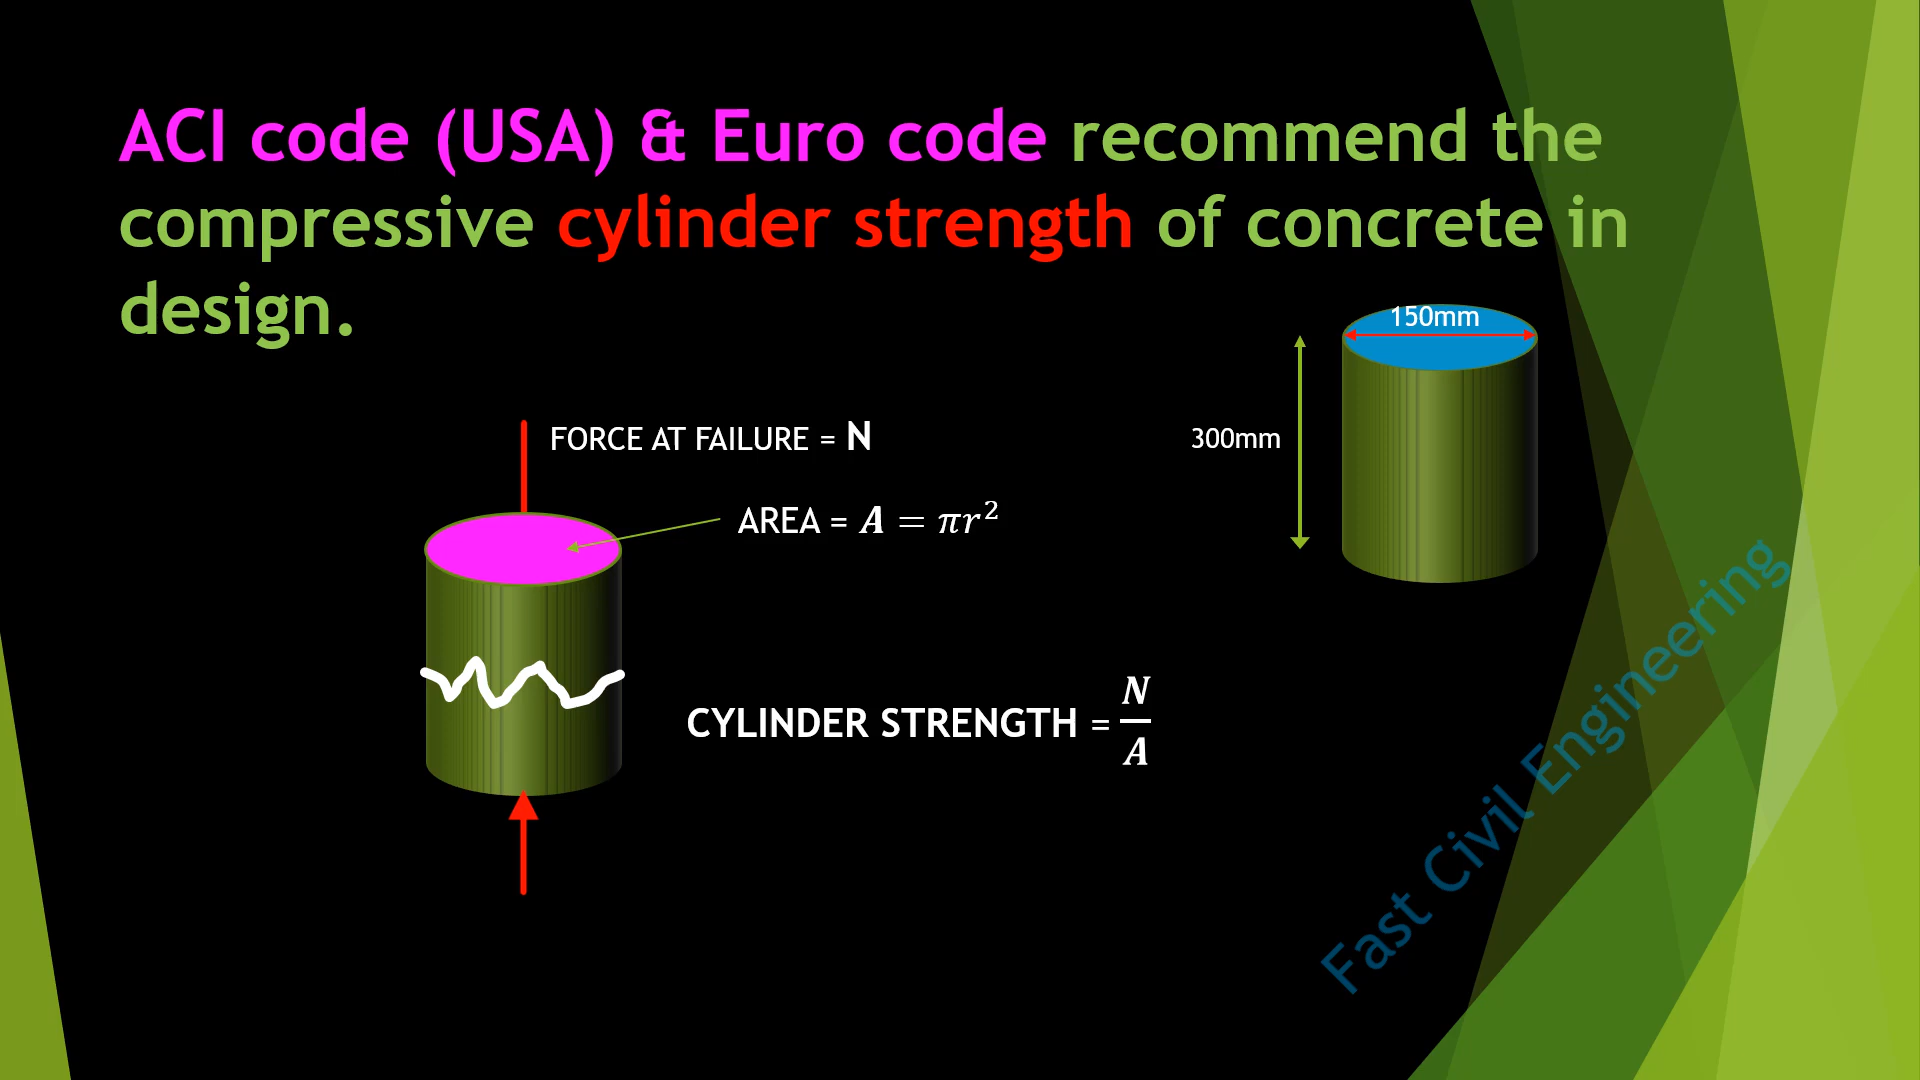 ACI code (USA) & Euro code recommend the
compressive cylinder strength of concrete in
design.
150mm
300mm
FORCE AT FAILURE = N
AREA = A = πr²
CYLINDER STRENGTH = N/A
Fast Civil Engineering